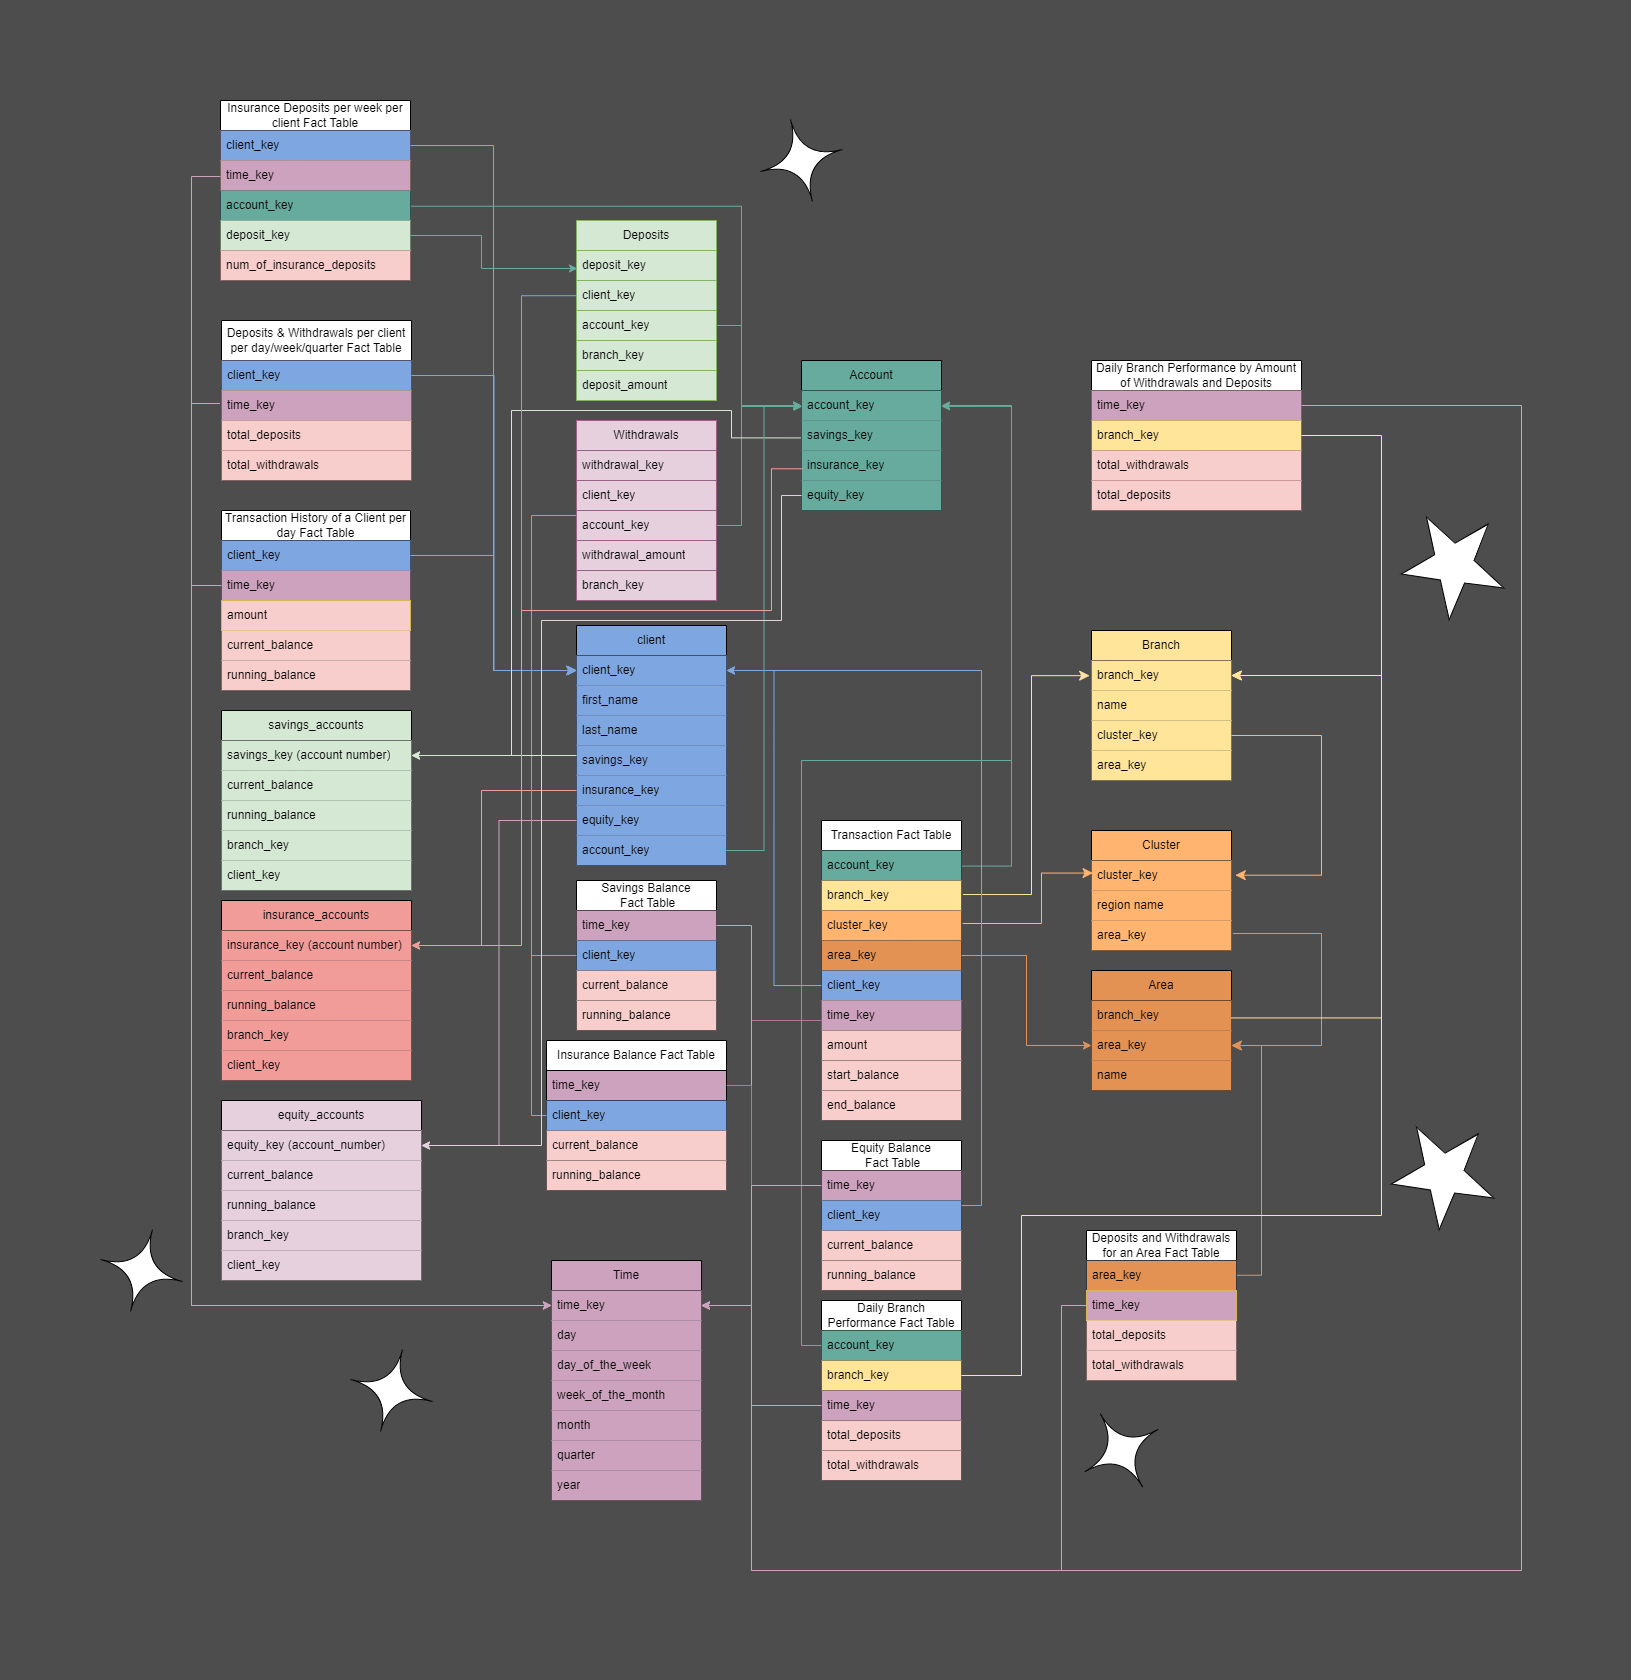 Insurance Deposits per week per
client Fact Table
client_key
time_key
account_key
deposit_key
num_of_insurance_deposits
Deposits & Withdrawals per client
per day/week/quarter Fact Table
client_key
time_key
total_deposits
total_withdrawals
Transaction History of a Client per
day Fact Table
client_key
time_key
amount
current_balance
running_balance
savings_accounts
savings_key (account number)
current_balance
running_balance
branch_key
client_key
insurance_accounts
insurance_key (account number)
current_balance
running_balance
branch_key
client_key
equity_accounts
equity_key (account_number)
current_balance
running_balance
branch_key
client_key
Deposits
deposit_key
client_key
account_key
branch_key
deposit_amount
Withdrawals
withdrawal_key
client_key
account_key
withdrawal_amount
branch_key
client
client_key
first_name
last_name
savings_key
insurance_key
equity_key
account_key
Savings Balance
Fact Table
time_key
client_key
current_balance
running_balance
Insurance Balance Fact Table
time_key
client_key
current_balance
running_balance
Time
time_key
day
day_of_the_week
week_of_the_month
month
quarter
year
Account
account_key
savings_key
insurance_key
equity_key
Transaction Fact Table
account_key
branch_key
cluster_key
area_key
client_key
time_key
amount
start_balance
end_balance
Equity Balance
Fact Table
time_key
client_key
current_balance
running_balance
Daily Branch
Performance Fact Table
account_key
branch_key
time_key
total_deposits
total_withdrawals
Daily Branch Performance by Amount
of Withdrawals and Deposits
time_key
branch_key
total_withdrawals
total_deposits
Branch
branch_key
name
cluster_key
area_key
Cluster
cluster_key
region name
area_key
Area
branch_key
area_key
name
Deposits and Withdrawals
for an Area Fact Table
area_key
time_key
total_deposits
total_withdrawals